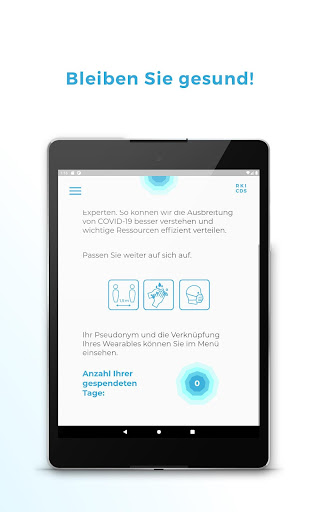 Bleiben Sie gesund!
RKI
CDS
Experten. So können wir die Ausbreitung
von COVID-19 besser verstehen und
wichtige Ressourcen effizient verteilen.
Passen Sie weiter auf sich auf.
Ihr Pseudonym und die Verknüpfung
Ihres Wearables können Sie im Menü
einsehen.
Anzahl Ihrer
gespendeten
Tage:
0